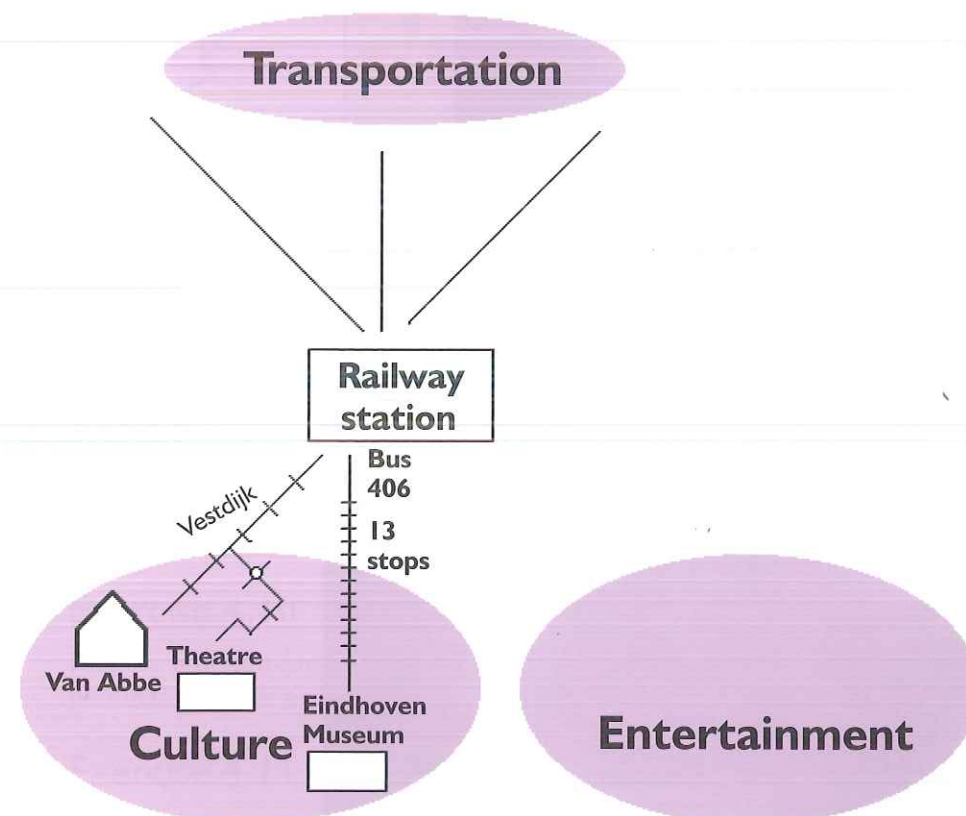 Transportation
Railway
station
Bus
406
13
stops
Vestdijk
Van Abbe
Theatre
Eindhoven
Museum
Culture
Entertainment